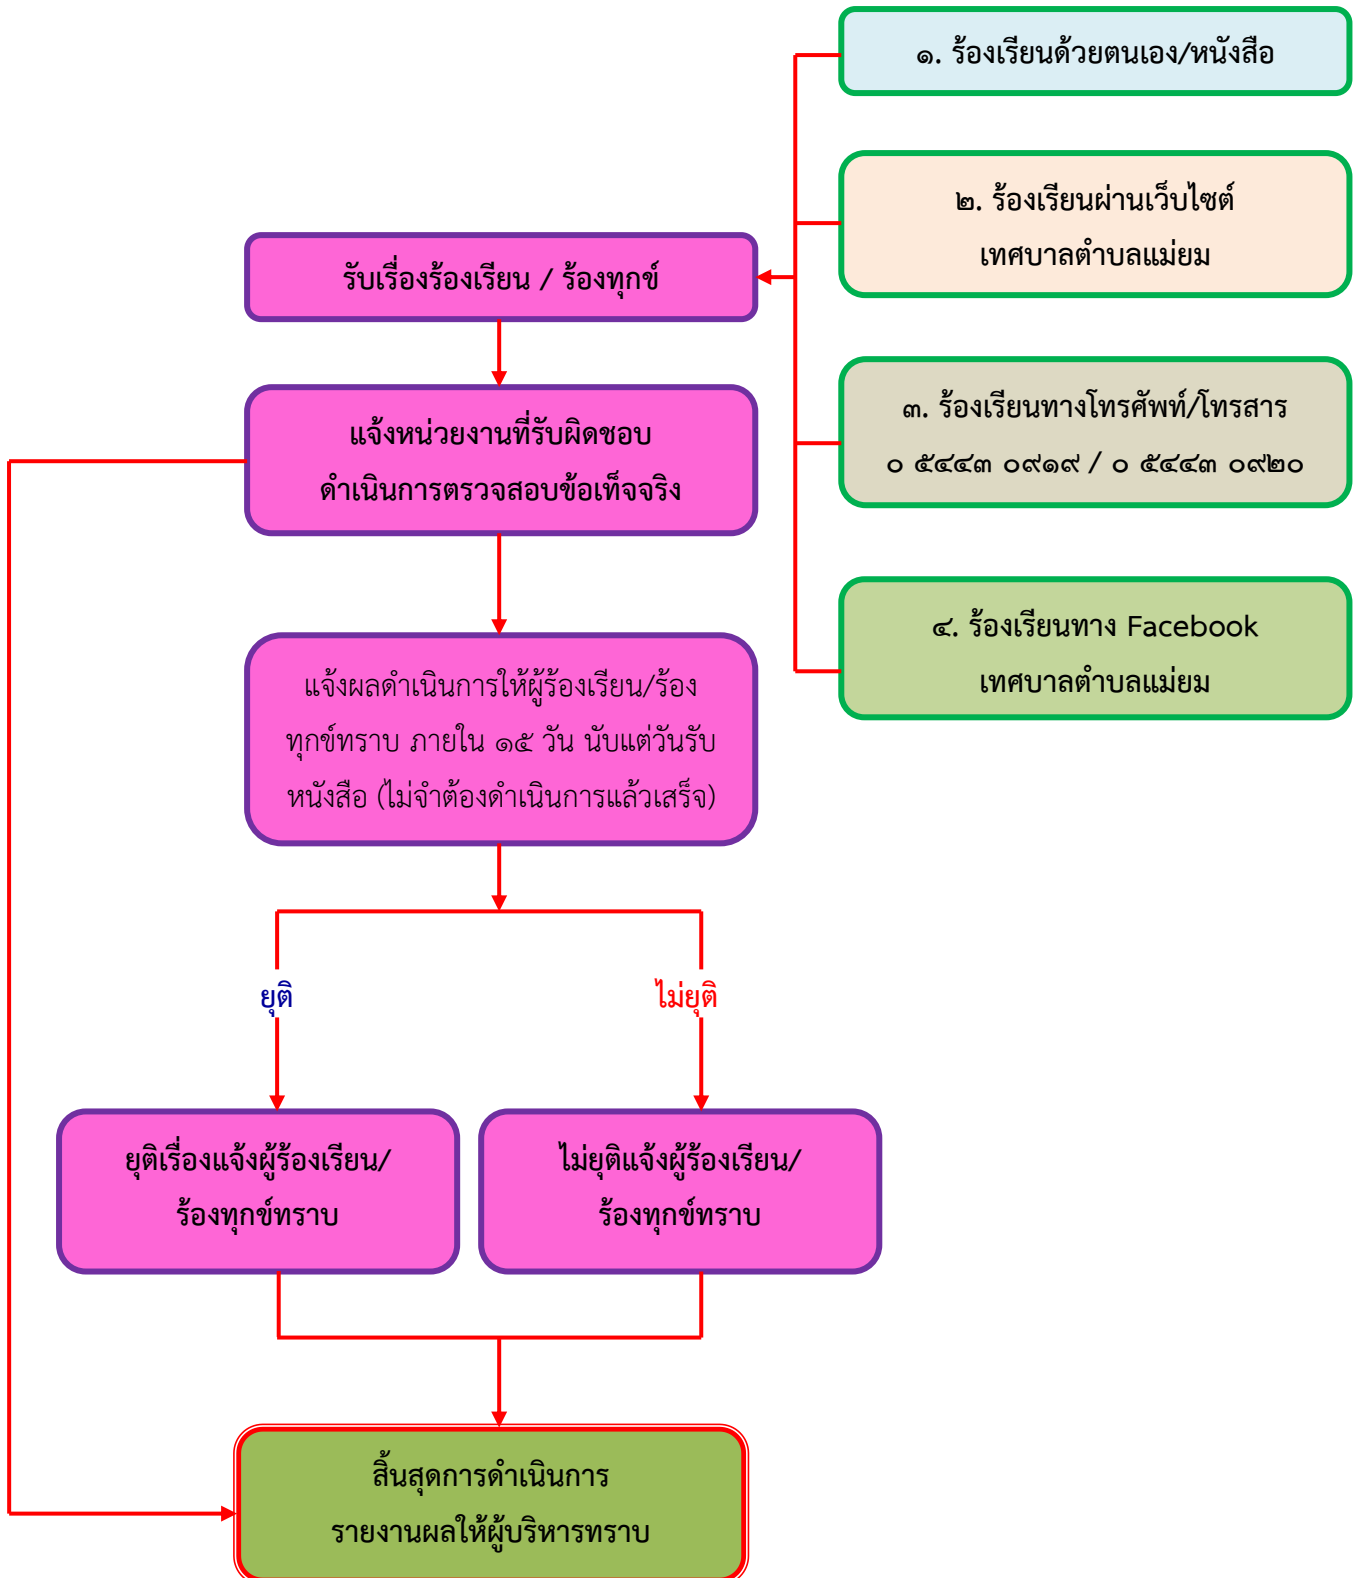 ๑. ร้องเรียนด้วยตนเอง/หนังสือ
๒. ร้องเรียนผ่านเว็บไซต์
เทศบาลตำบลแม่ยม
๓. ร้องเรียนทางโทรศัพท์/โทรสาร
๐ ๕๔๔๓ ๐๙๑๙ / ๐ ๕๔๔๓ ๐๙๒๐
๔. ร้องเรียนทาง Facebook
เทศบาลตำบลแม่ยม
รับเรื่องร้องเรียน / ร้องทุกข์
แจ้งหน่วยงานที่รับผิดชอบ
ดำเนินการตรวจสอบข้อเท็จจริง
แจ้งผลดำเนินการให้ผู้ร้องเรียน/ร้อง
ทุกข์ทราบ ภายใน ๑๕ วัน นับแต่วันรับ
หนังสือ (ไม่จำต้องดำเนินการแล้วเสร็จ)
ยุติ
ไม่ยุติ
ยุติเรื่องแจ้งผู้ร้องเรียน/
ร้องทุกข์ทราบ
ไม่ยุติแจ้งผู้ร้องเรียน/
ร้องทุกข์ทราบ
สิ้นสุดการดำเนินการ
รายงานผลให้ผู้บริหารทราบ